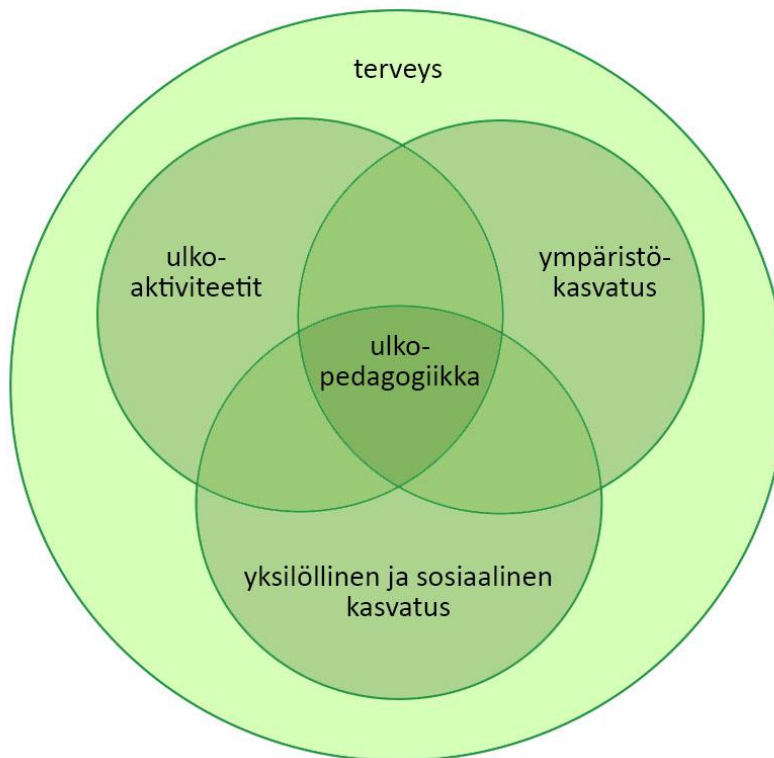 terveys
ulko-
aktiviteetit
ympäristö-
kasvatus
ulko-
pedagogiikka
yksilöllinen ja sosiaalinen
kasvatus